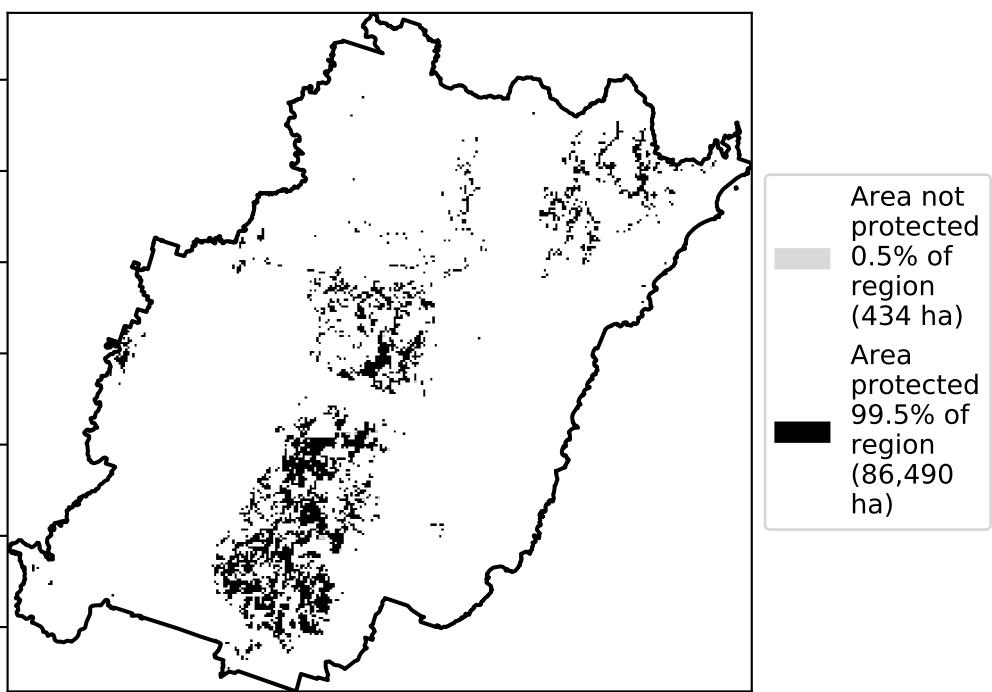 Area not
protected
0.5% of
region
(434 ha)
Area
protected
99.5% of
region
(86,490
ha)